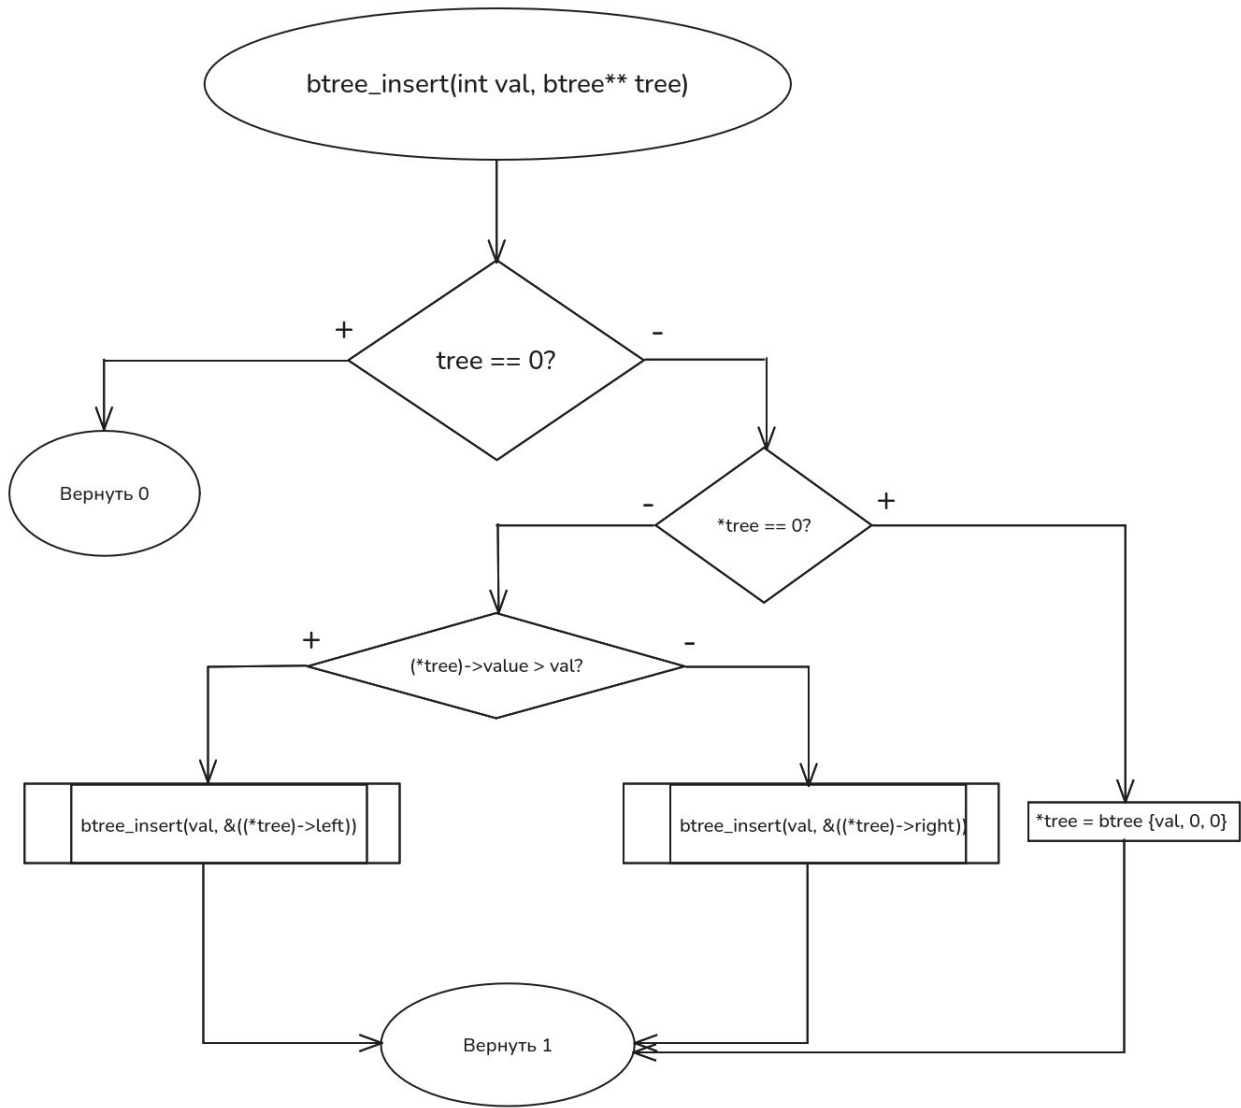 btree_insert(int val, btree** tree)
+
-
tree == 0?
Вернуть 0
-
+
*tree == 0?
+
-
(*tree)->value > val?
btree_insert(val, &((*tree)->left))
btree_insert(val, &((*tree)->right))
*tree = btree {val, 0, 0}
Вернуть 1